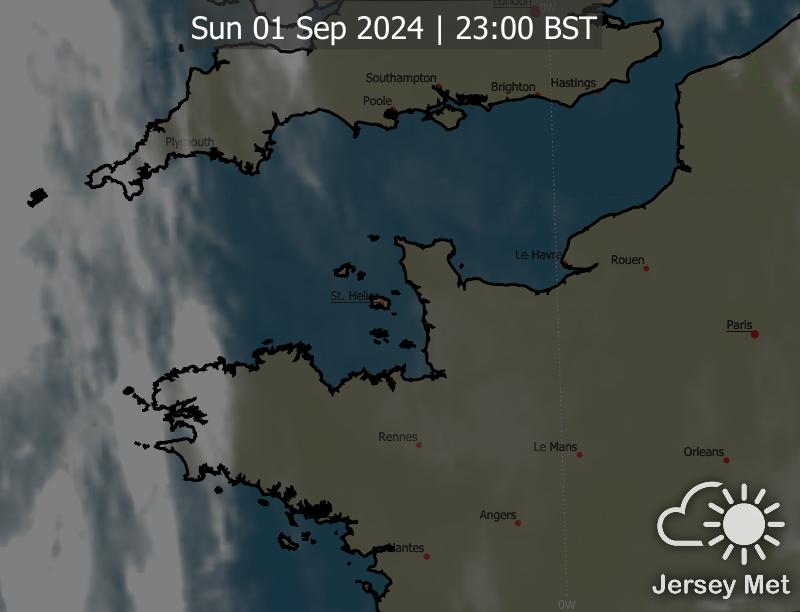 London
0W
Sun 01 Sep 2024 | 23:00 BST
Southampton
Brighton
Hastings
Poole
Plymouth
Le Havre
Rouen
St. Helier
Paris
Rennes
Le Mans
Orleans
Angers
Nantes
0W
Jersey Met